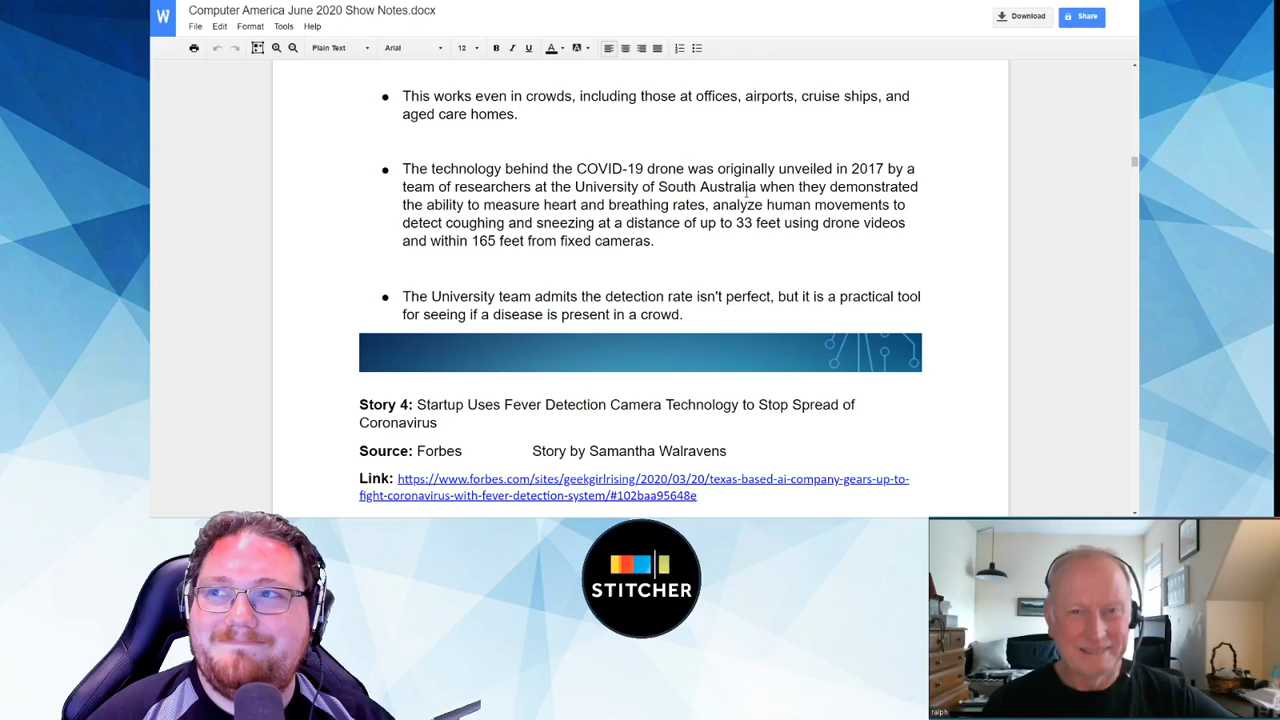 W
Computer America June 2020 Show Notes.docx
File Edit Format Tools Help
Download
Share
Plain Text
Arial
12
B I U A A
This works even in crowds, including those at offices, airports, cruise ships, and
aged care homes.
The technology behind the COVID-19 drone was originally unveiled in 2017 by a
team of researchers at the University of South Australia when they demonstrated
the ability to measure heart and breathing rates, analyze human movements to
detect coughing and sneezing at a distance of up to 33 feet using drone videos
and within 165 feet from fixed cameras.
The University team admits the detection rate isn't perfect, but it is a practical tool
for seeing if a disease is present in a crowd.
Story 4: Startup Uses Fever Detection Camera Technology to Stop Spread of
Coronavirus
Source: Forbes Story by Samantha Walravens
Link: https://www.forbes.com/sites/geekgirlrising/2020/03/20/texas-based-ai-company-gears-up-to-
fight-coronavirus-with-fever-detection-system/#102baa95648e
STITCHER
ralph